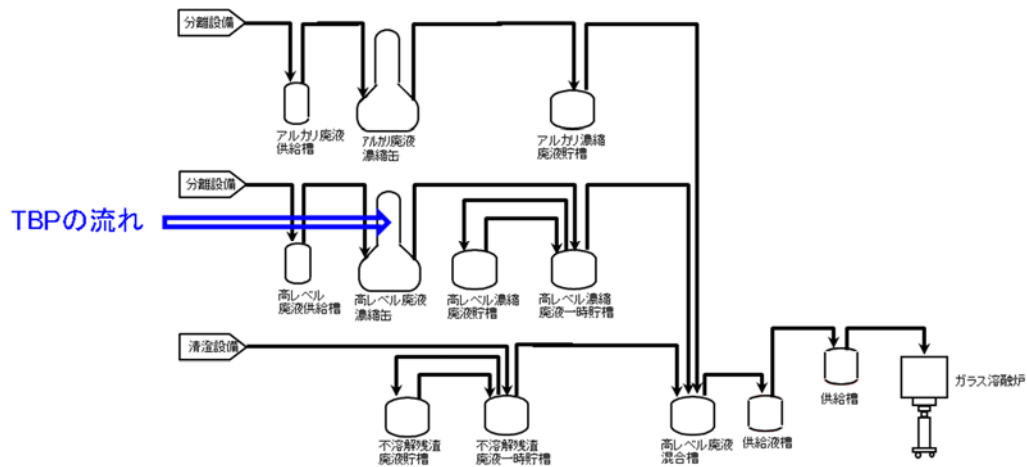 分離設備
アルカリ廃液
供給槽
アルカリ廃液
濃縮缶
アルカリ濃縮
廃液貯槽
分離設備
TBPの流れ
高レベル
廃液供給槽
高レベル廃液
濃縮缶
高レベル濃縮
廃液貯槽
高レベル濃縮
廃液一時貯槽
清澄設備
不溶解残渣
廃液貯槽
不溶解残渣
廃液一時貯槽
高レベル廃液
混合槽
供給液槽
供給槽
ガラス溶融炉